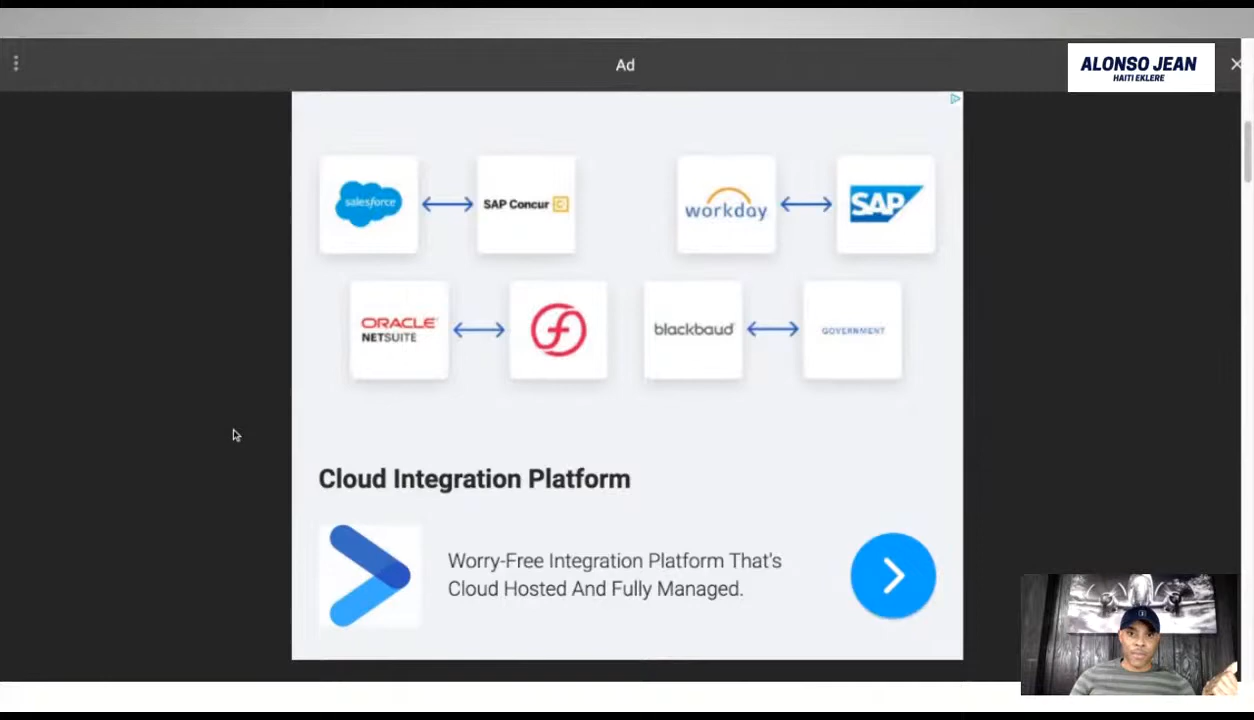 Ad
ALONSO JEAN
HAITI EKLERE
salesforce
SAP Concur C
workday
SAP
ORACLE
NETSUITE
blackbaud
GOVERNMENT
Cloud Integration Platform
Worry-Free Integration Platform That's
Cloud Hosted And Fully Managed.